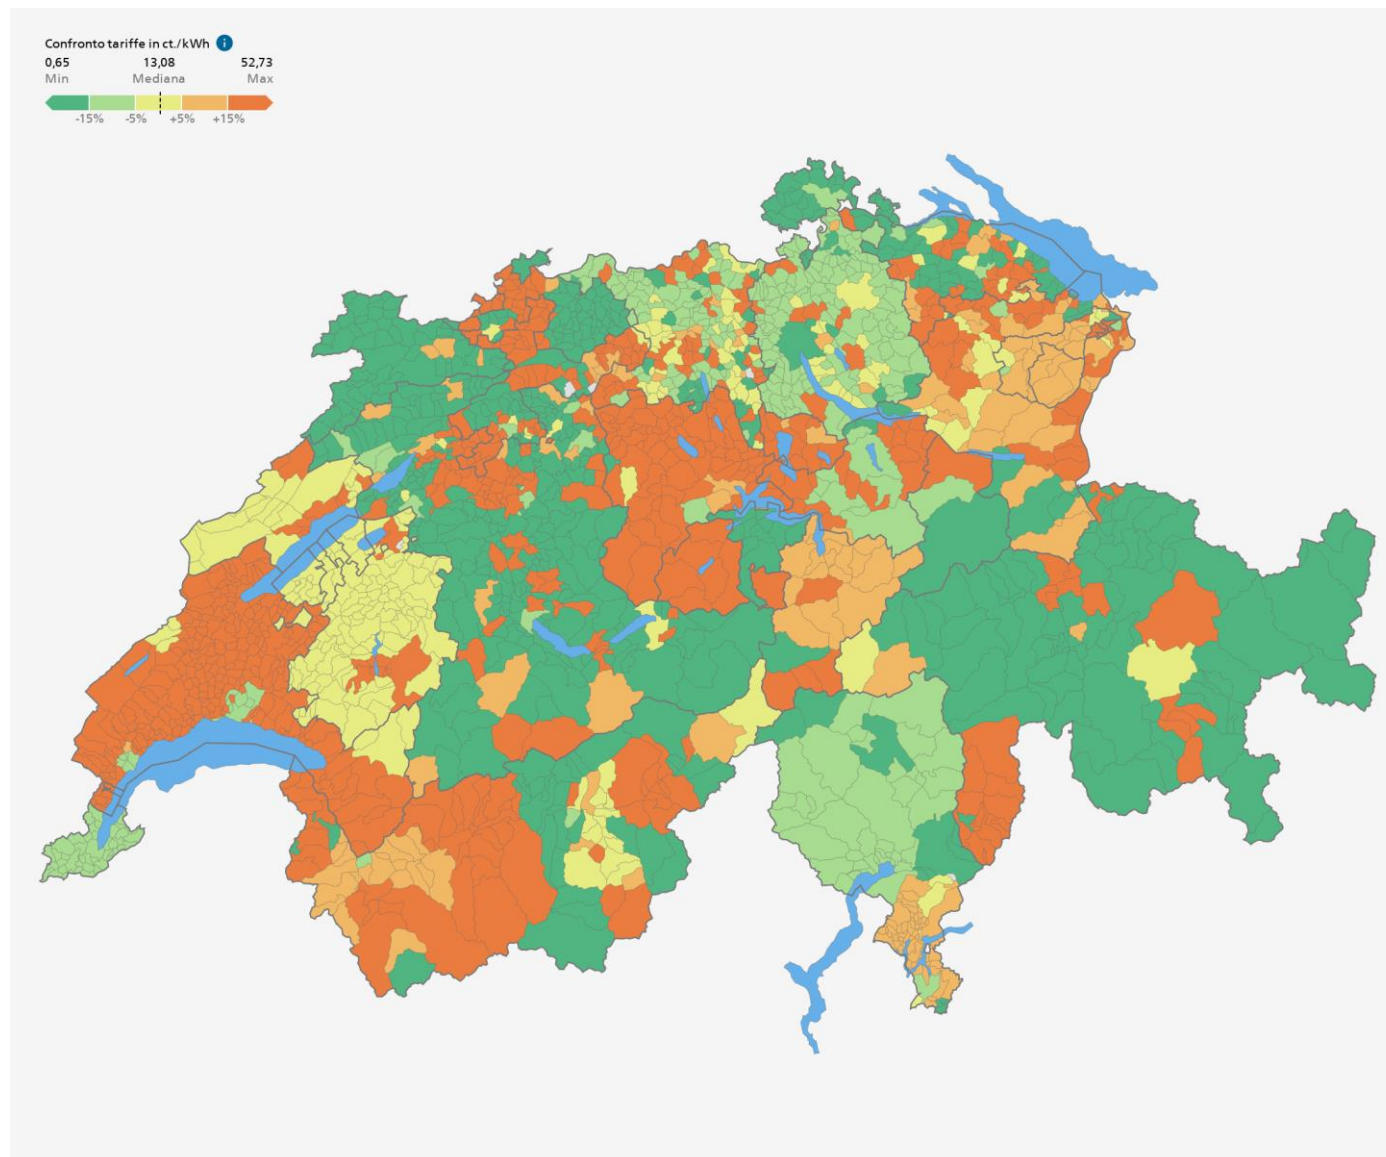 Confronto tariffe in ct./kWh i
0,65 13,08 52,73
Min Mediana Max
-15% -5% +5% +15%